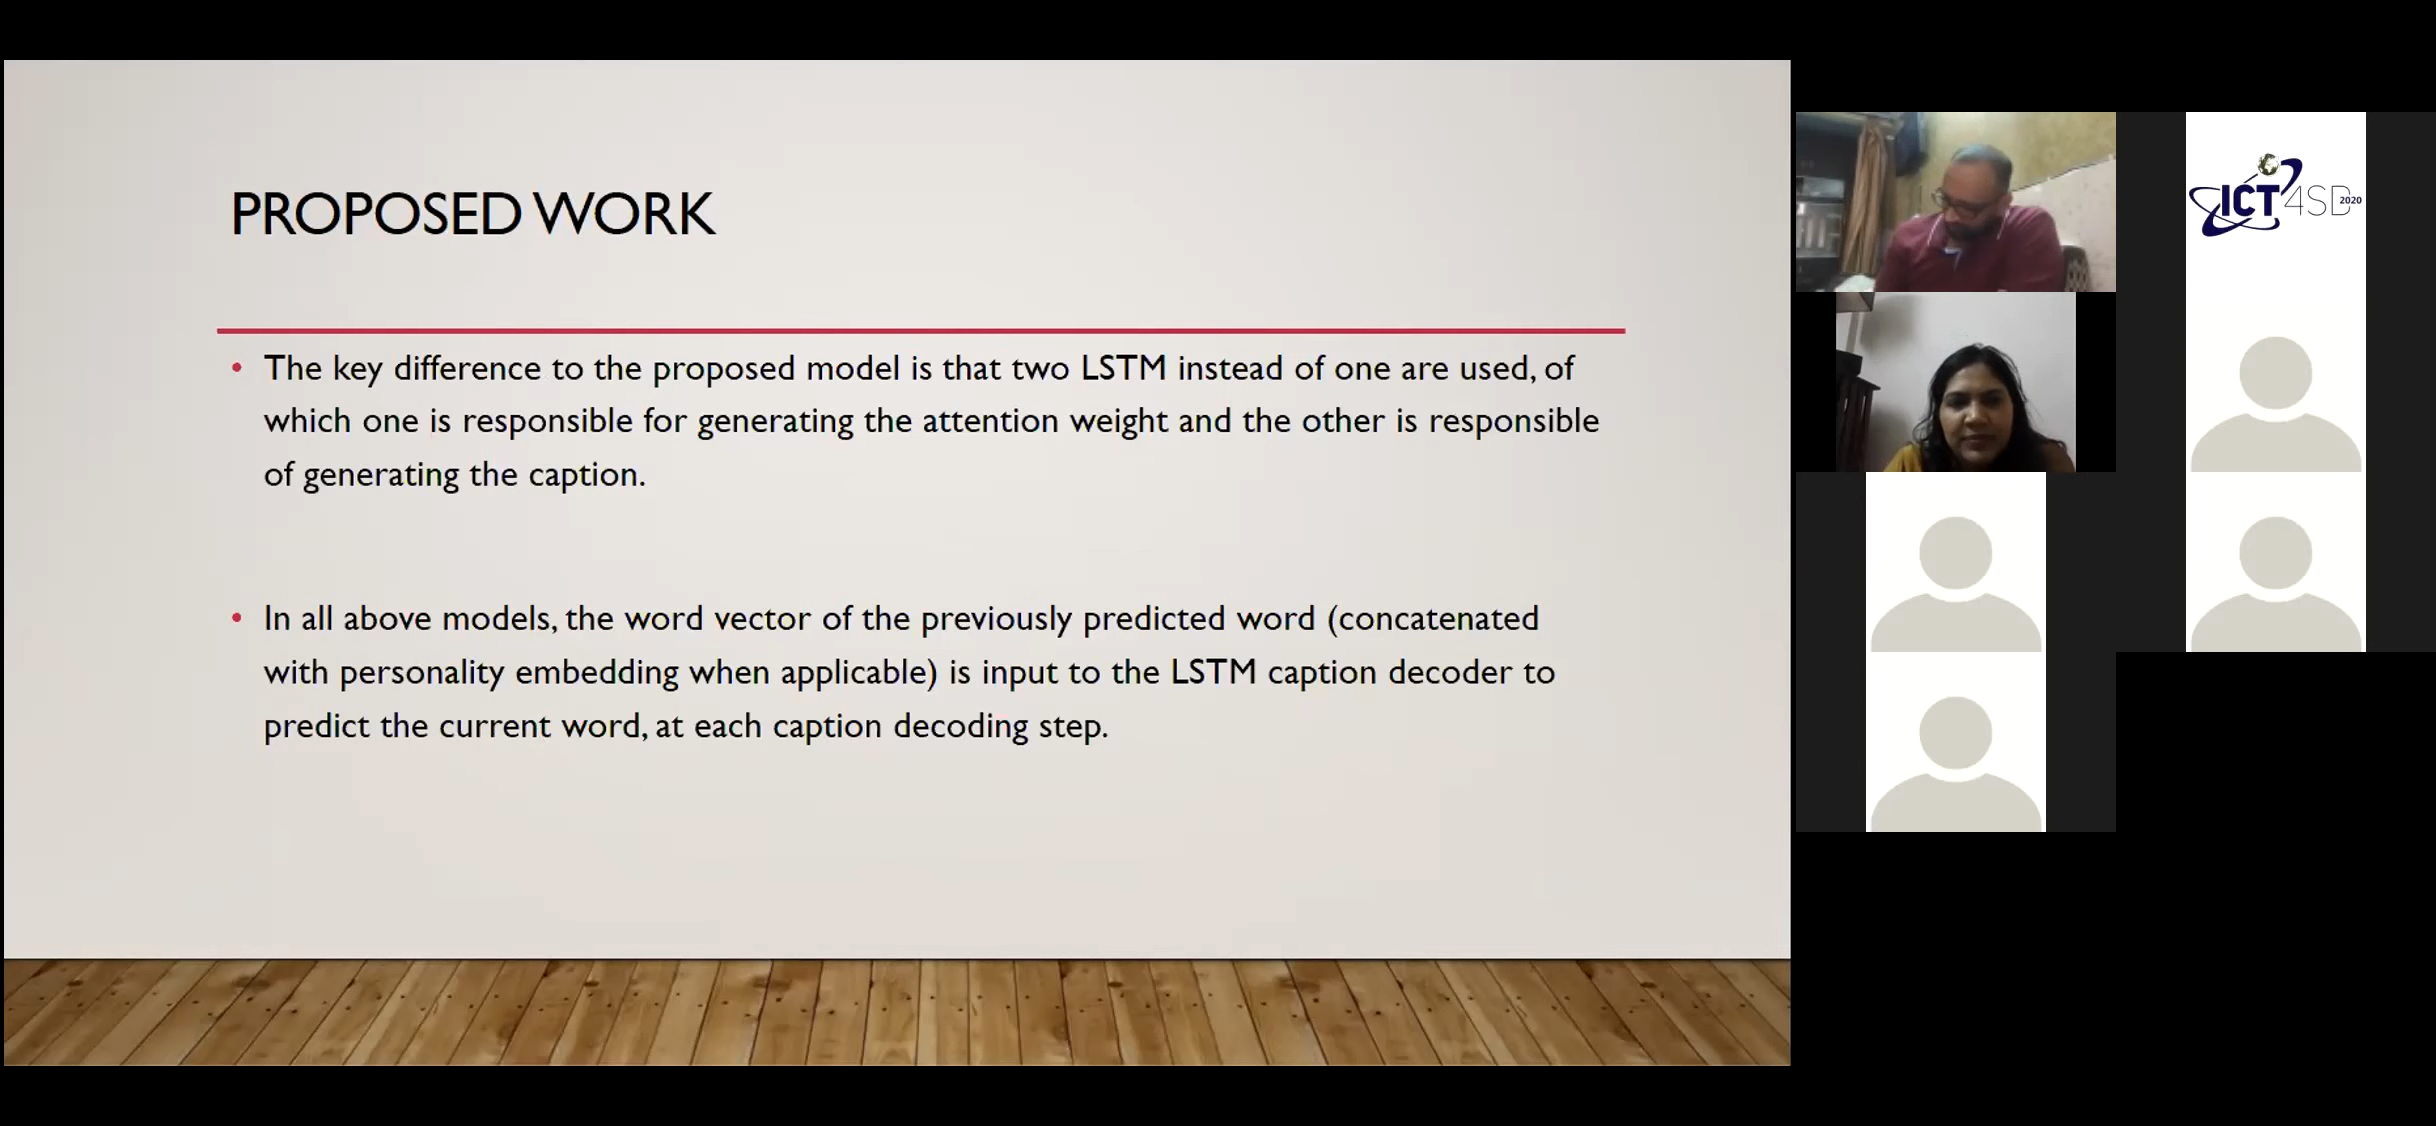 PROPOSED WORK
• The key difference to the proposed model is that two LSTM instead of one are used, of
which one is responsible for generating the attention weight and the other is responsible
of generating the caption.
• In all above models, the word vector of the previously predicted word (concatenated
with personality embedding when applicable) is input to the LSTM caption decoder to
predict the current word, at each caption decoding step.
ICT4SD 2020